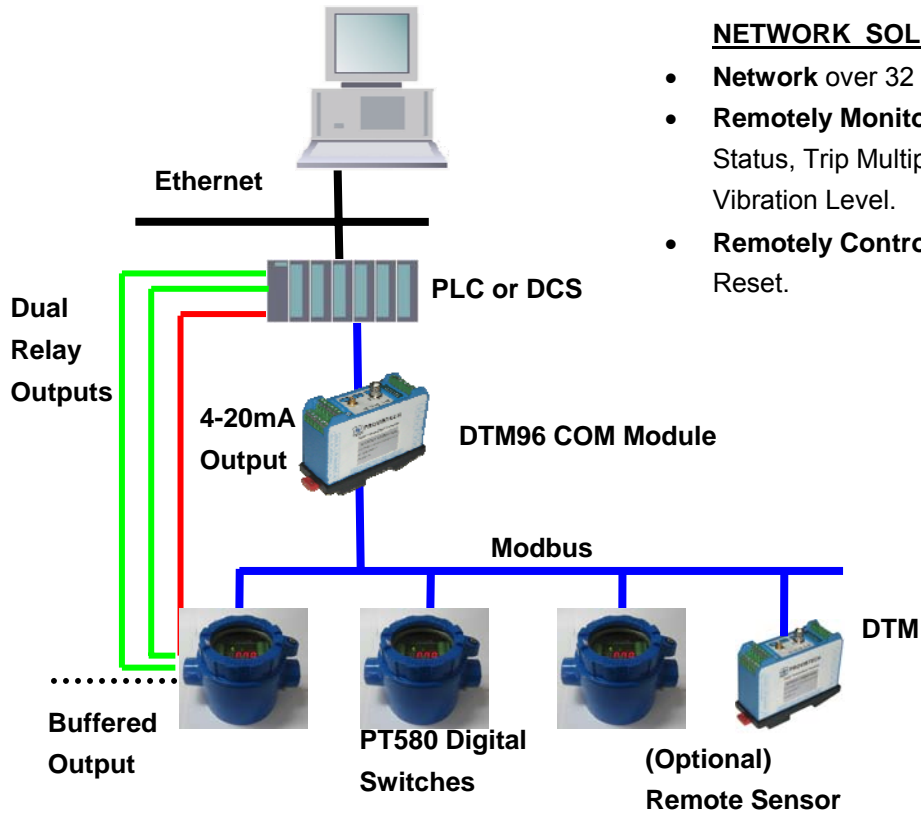 NETWORK SOL
• Network over 32
• Remotely Monito
Status, Trip Multip
Vibration Level.
• Remotely Contro
Reset.
Ethernet
PLC or DCS
Dual
Relay
Outputs
4-20mA
Output
DTM96 COM Module
PROVIBTECH
Modbus
DTM
Buffered
Output
PT580 Digital
Switches
(Optional)
Remote Sensor
PROVIBTECH